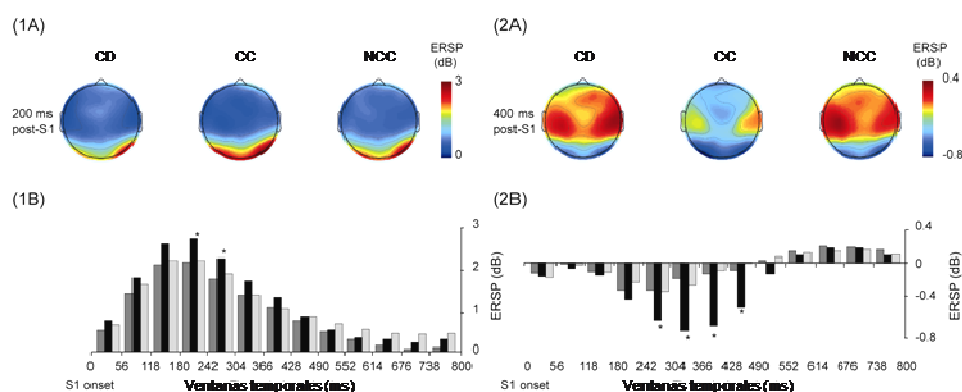 (1A)
CD CC NCC
ERSP
(dB)
3
200 ms
post-S1
0
(2A)
CD CC NCC
ERSP
(dB)
0.4
400 ms
post-S1
-0.8
(1B)
* *
3
2
1
0
ERSP (dB)
0 56 118 180 242 304 366 428 490 552 614 676 738 800
S1 onset Ventanas temporales (ms)
(2B)
0.4
0
-0.4
-0.8
ERSP (dB)
* * * *
0 56 118 180 242 304 366 428 490 552 614 676 738 800
S1 onset Ventanas temporales (ms)